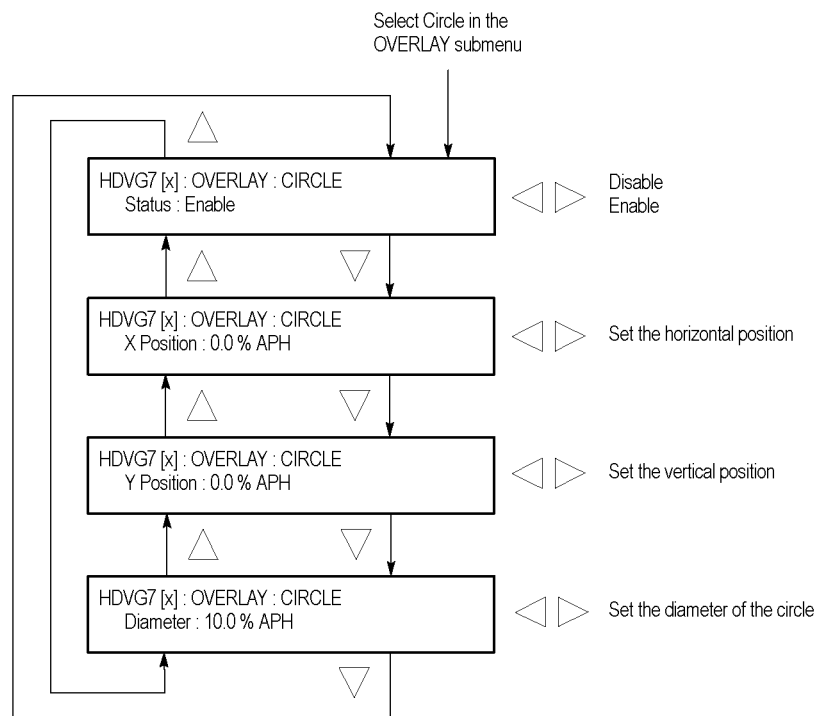 Select Circle in the
OVERLAY submenu
HDVG7 [x] : OVERLAY : CIRCLE
Status : Enable
Disable
Enable
HDVG7 [x] : OVERLAY : CIRCLE
X Position : 0.0 % APH
Set the horizontal position
HDVG7 [x] : OVERLAY : CIRCLE
Y Position : 0.0 % APH
Set the vertical position
HDVG7 [x] : OVERLAY : CIRCLE
Diameter : 10.0 % APH
Set the diameter of the circle